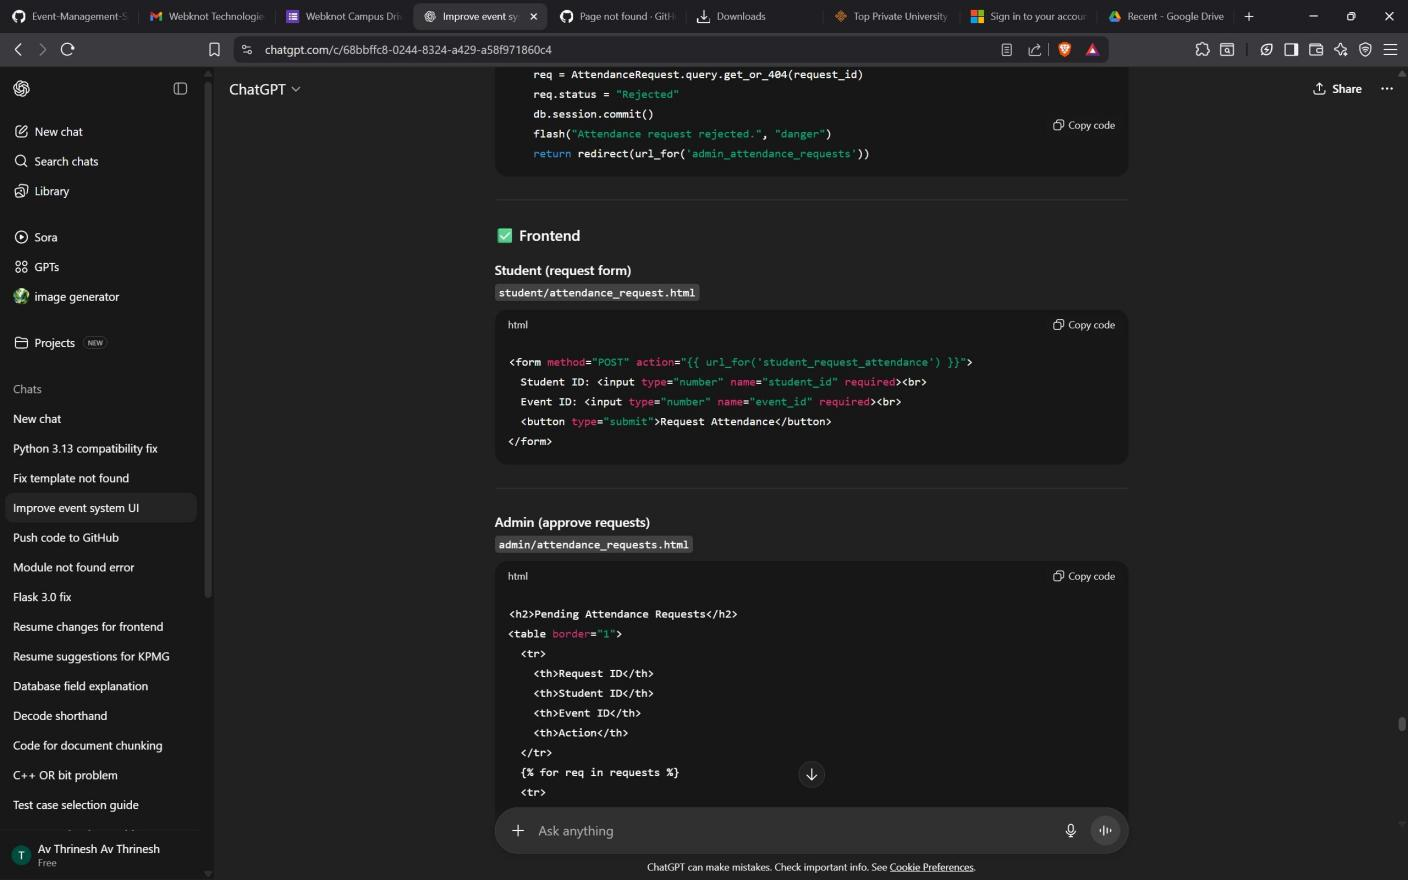 Event-Management-S
Webknot Technologie
Webknot Campus Driv
Improve event sy
Page not found · GitHu
Downloads
Top Private University
Sign in to your accoun
Recent - Google Drive
chatgpt.com/c/68bbffc8-0244-8324-a429-a58f971860c4
ChatGPT
Share
New chat
Search chats
Library
Sora
GPTs
image generator
Projects NEW
Chats
New chat
Python 3.13 compatibility fix
Fix template not found
Improve event system UI
Push code to GitHub
Module not found error
Flask 3.0 fix
Resume changes for frontend
Resume suggestions for KPMG
Database field explanation
Decode shorthand
Code for document chunking
C++ OR bit problem
Test case selection guide
T
Av Thrinesh Av Thrinesh
Free
req = AttendanceRequest.query.get_or_404(request_id)
req.status = "Rejected"
db.session.commit()
Copy code
flash("Attendance request rejected.", "danger")
return redirect(url_for('admin_attendance_requests'))
✅ Frontend
Student (request form)
student/attendance_request.html
html
Copy code
<form method="POST" action="{{ url_for('student_request_attendance') }}">
Student ID: <input type="number" name="student_id" required><br>
Event ID: <input type="number" name="event_id" required><br>
<button type="submit">Request Attendance</button>
</form>
Admin (approve requests)
admin/attendance_requests.html
html
Copy code
<h2>Pending Attendance Requests</h2>
<table border="1">
<tr>
<th>Request ID</th>
<th>Student ID</th>
<th>Event ID</th>
<th>Action</th>
</tr>
{% for req in requests %}
<tr>
Ask anything
ChatGPT can make mistakes. Check important info. See Cookie Preferences.